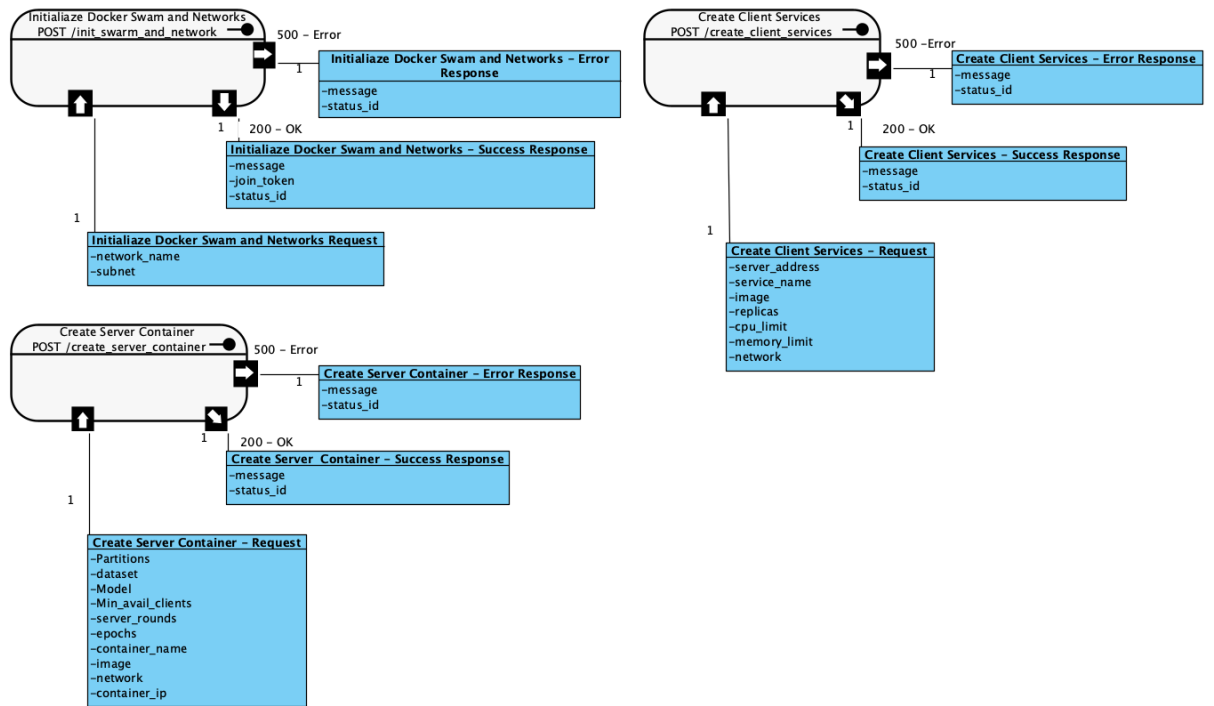 Initialiaze Docker Swam and Networks
POST /init_swarm_and_network
500 – Error
1
Initialiaze Docker Swam and Networks – Error
Response
–message
–status_id
1
200 – OK
Initialiaze Docker Swam and Networks – Success Response
–message
–join_token
–status_id
1
Initialiaze Docker Swam and Networks Request
–network_name
–subnet
Create Client Services
POST /create_client_services
500 –Error
1
Create Client Services – Error Response
–message
–status_id
1
200 – OK
Create Client Services – Success Response
–message
–status_id
1
Create Client Services – Request
–server_address
–service_name
–image
–replicas
–cpu_limit
–memory_limit
–network
Create Server Container
POST /create_server_container
500 – Error
1
Create Server Container – Error Response
–message
–status_id
1
200 – OK
Create Server  Container – Success Response
–message
–status_id
1
Create Server Container – Request
–Partitions
–dataset
–Model
–Min_avail_clients
–server_rounds
–epochs
–container_name
–image
–network
–container_ip